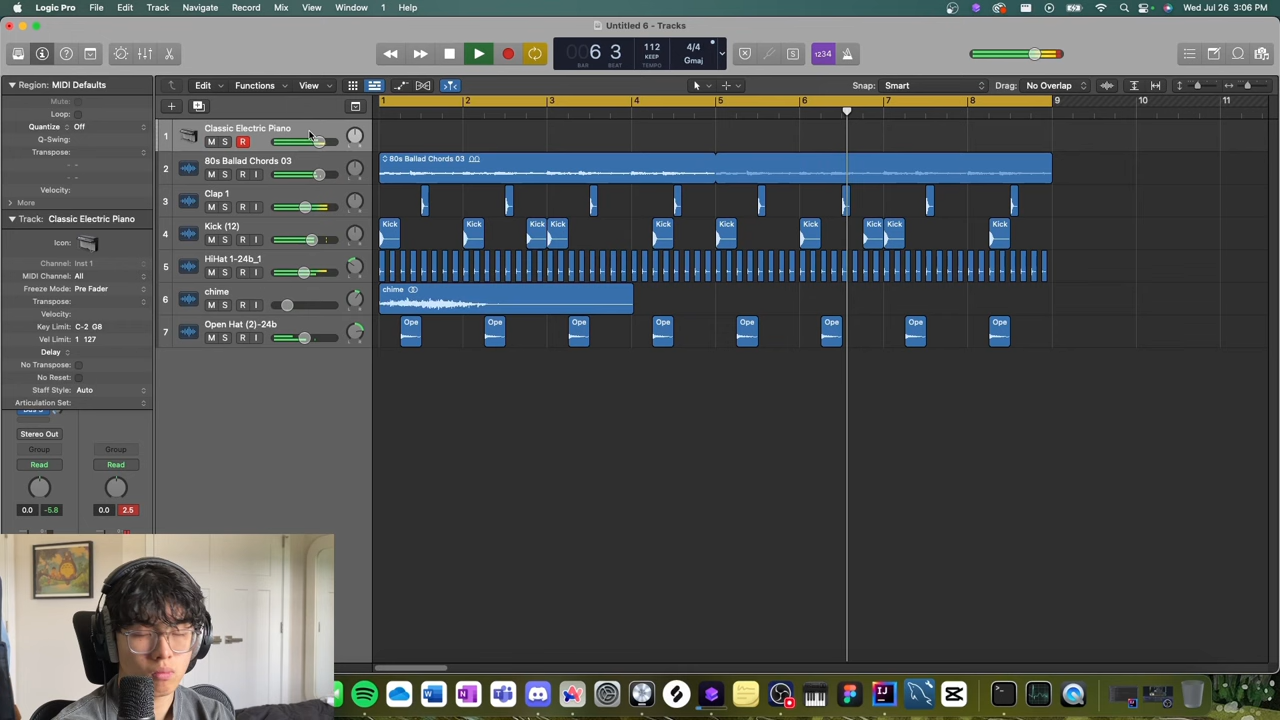 Logic Pro File Edit Track Navigate Record Mix View Window 1 Help
Wed Jul 26 3:06 PM
Untitled 6 - Tracks
006 3
BAR BEAT
112
KEEP
TEMPO
4/4
Gmaj
1234
Region: MIDI Defaults
Mute:
Loop:
Quantize Off
Q-Swing:
Transpose:
Velocity:
More
Track: Classic Electric Piano
Icon:
Channel: Inst 1
MIDI Channel: All
Freeze Mode: Pre Fader
Transpose:
Velocity:
Key Limit: C-2 G8
Vel Limit: 1 127
Delay
No Transpose:
No Reset:
Staff Style: Auto
Articulation Set:
Stereo Out
Group Group
Read Read
0.0 -5.8 0.0 2.5
Edit Functions View
Snap: Smart
Drag: No Overlap
1 2 3 4 5 6 7 8 9 10 11
1 Classic Electric Piano
M S R
2 80s Ballad Chords 03
M S R I
3 Clap 1
M S R I
4 Kick (12)
M S R I
5 HiHat 1-24b_1
M S R I
6 chime
M S R I
7 Open Hat (2)-24b
M S R I
80s Ballad Chords 03
Kick Kick Kick Kick Kick Kick Kick Kick Kick Kick
chime
Ope Ope Ope Ope Ope Ope Ope Ope